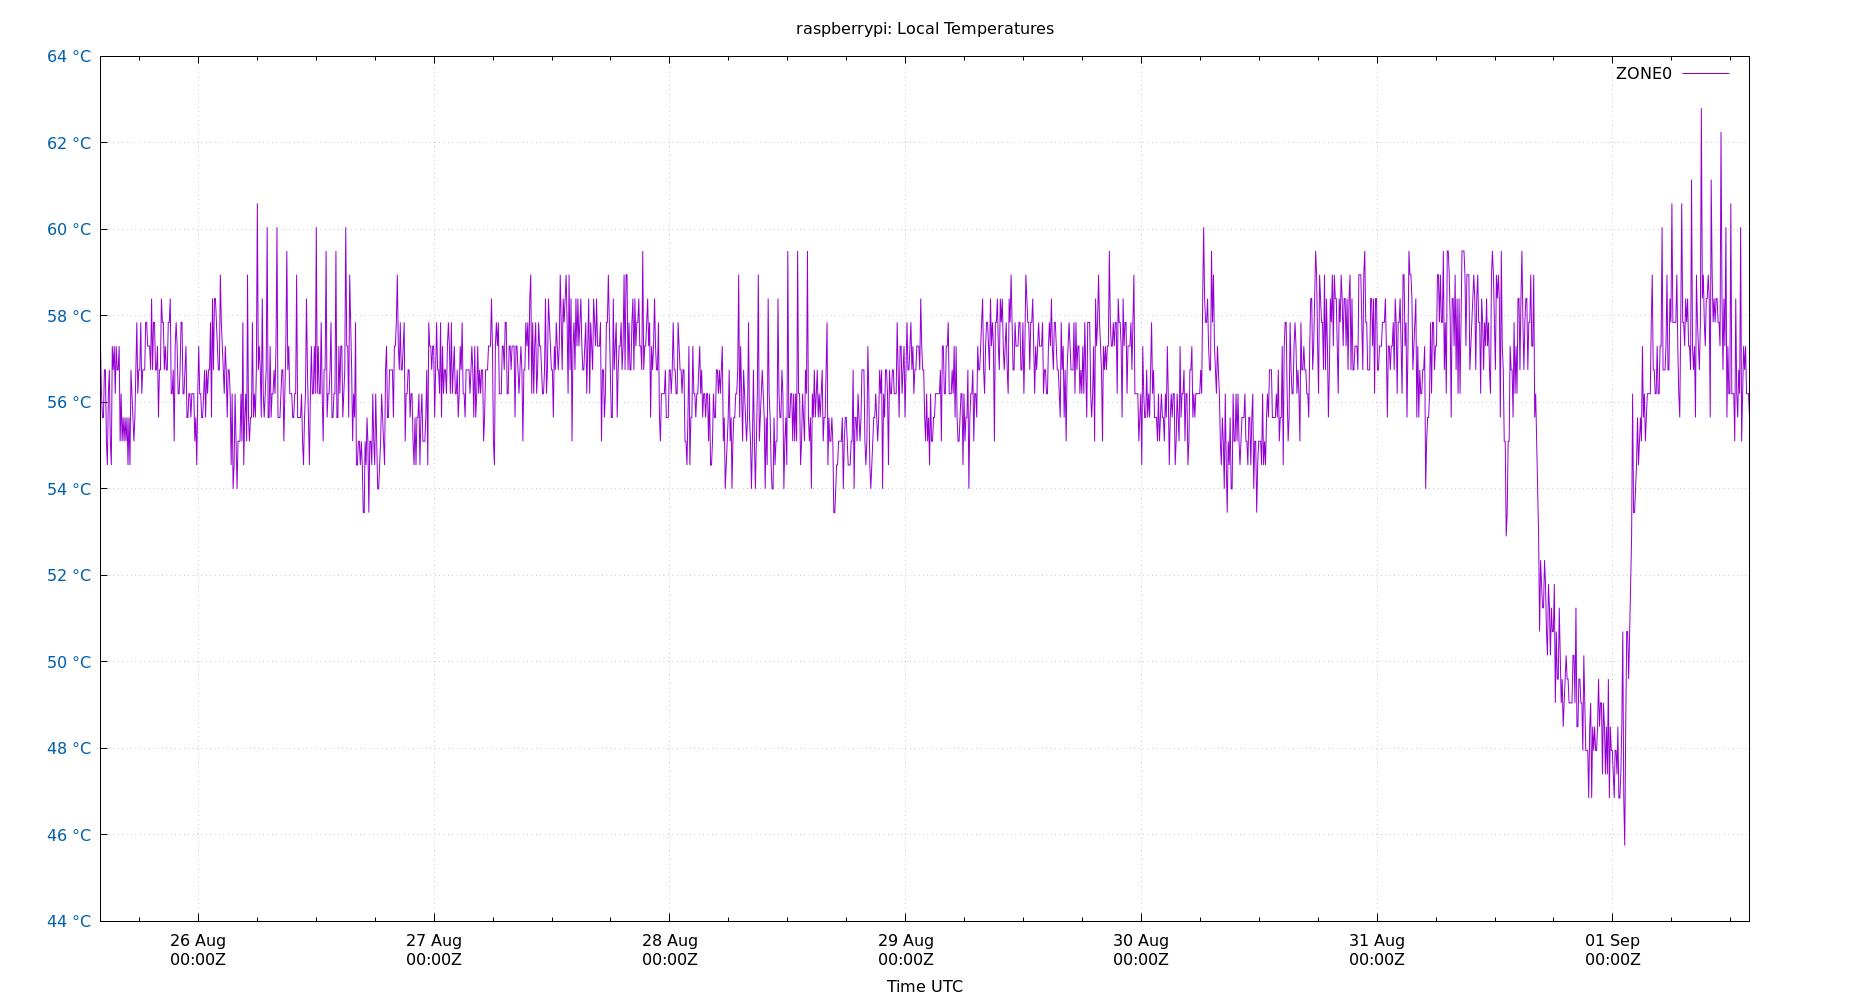 raspberrypi: Local Temperatures
64 °C
ZONE0
62 °C
60 °C
58 °C
56 °C
54 °C
52 °C
50 °C
48 °C
46 °C
44 °C
26 Aug 27 Aug 28 Aug 29 Aug 30 Aug 31 Aug 01 Sep
00:00Z 00:00Z 00:00Z 00:00Z 00:00Z 00:00Z 00:00Z
Time UTC